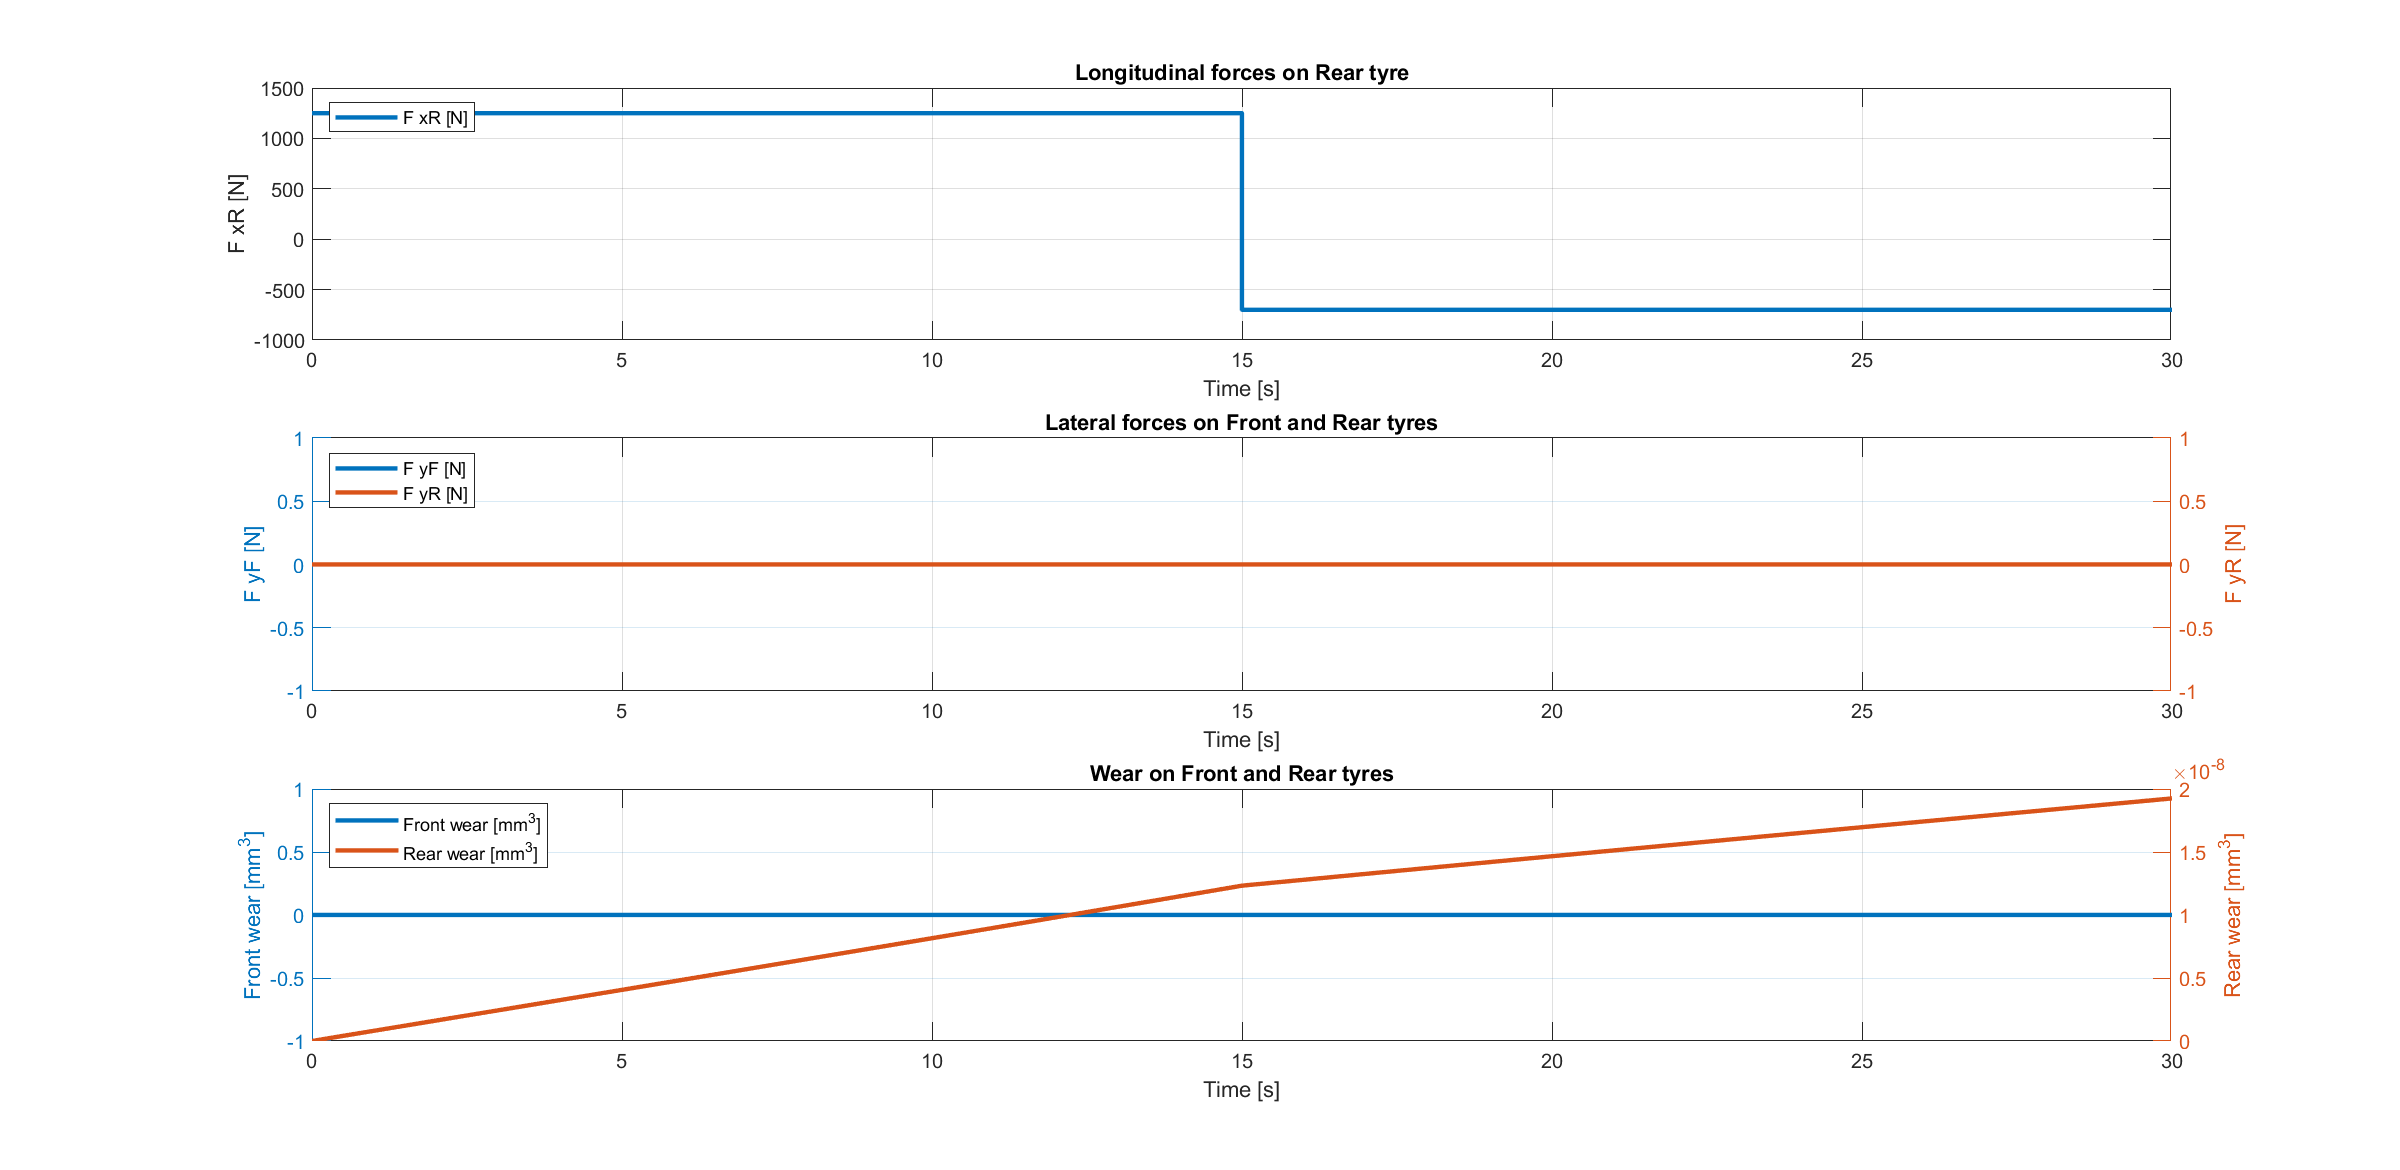 Longitudinal forces on Rear tyre
1500
1000
500
0
-500
-1000
F xR [N]
F xR [N]
0 5 10 15 20 25 30
Time [s]
Lateral forces on Front and Rear tyres
1
0.5
0
-0.5
-1
F yF [N]
F yF [N]
F yR [N]
1
0.5
0
-0.5
-1
F yR [N]
0 5 10 15 20 25 30
Time [s]
Wear on Front and Rear tyres
1
0.5
0
-0.5
-1
Front wear [mm³]
Front wear [mm³]
Rear wear [mm³]
×10⁻⁸
2
1.5
1
0.5
0
Rear wear [mm³]
0 5 10 15 20 25 30
Time [s]